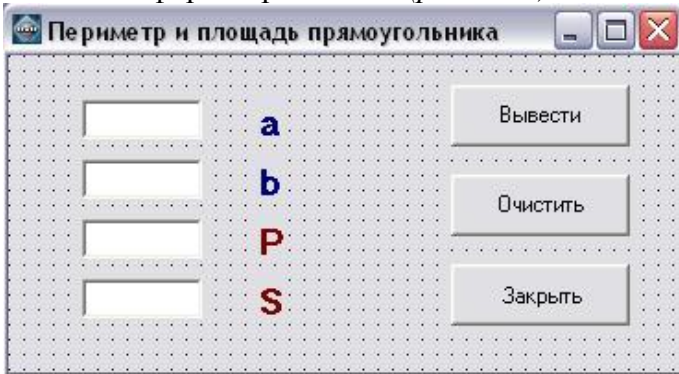 Периметр и площадь прямоугольника
a
Вывести
b
Очистить
P
S
Закрыть